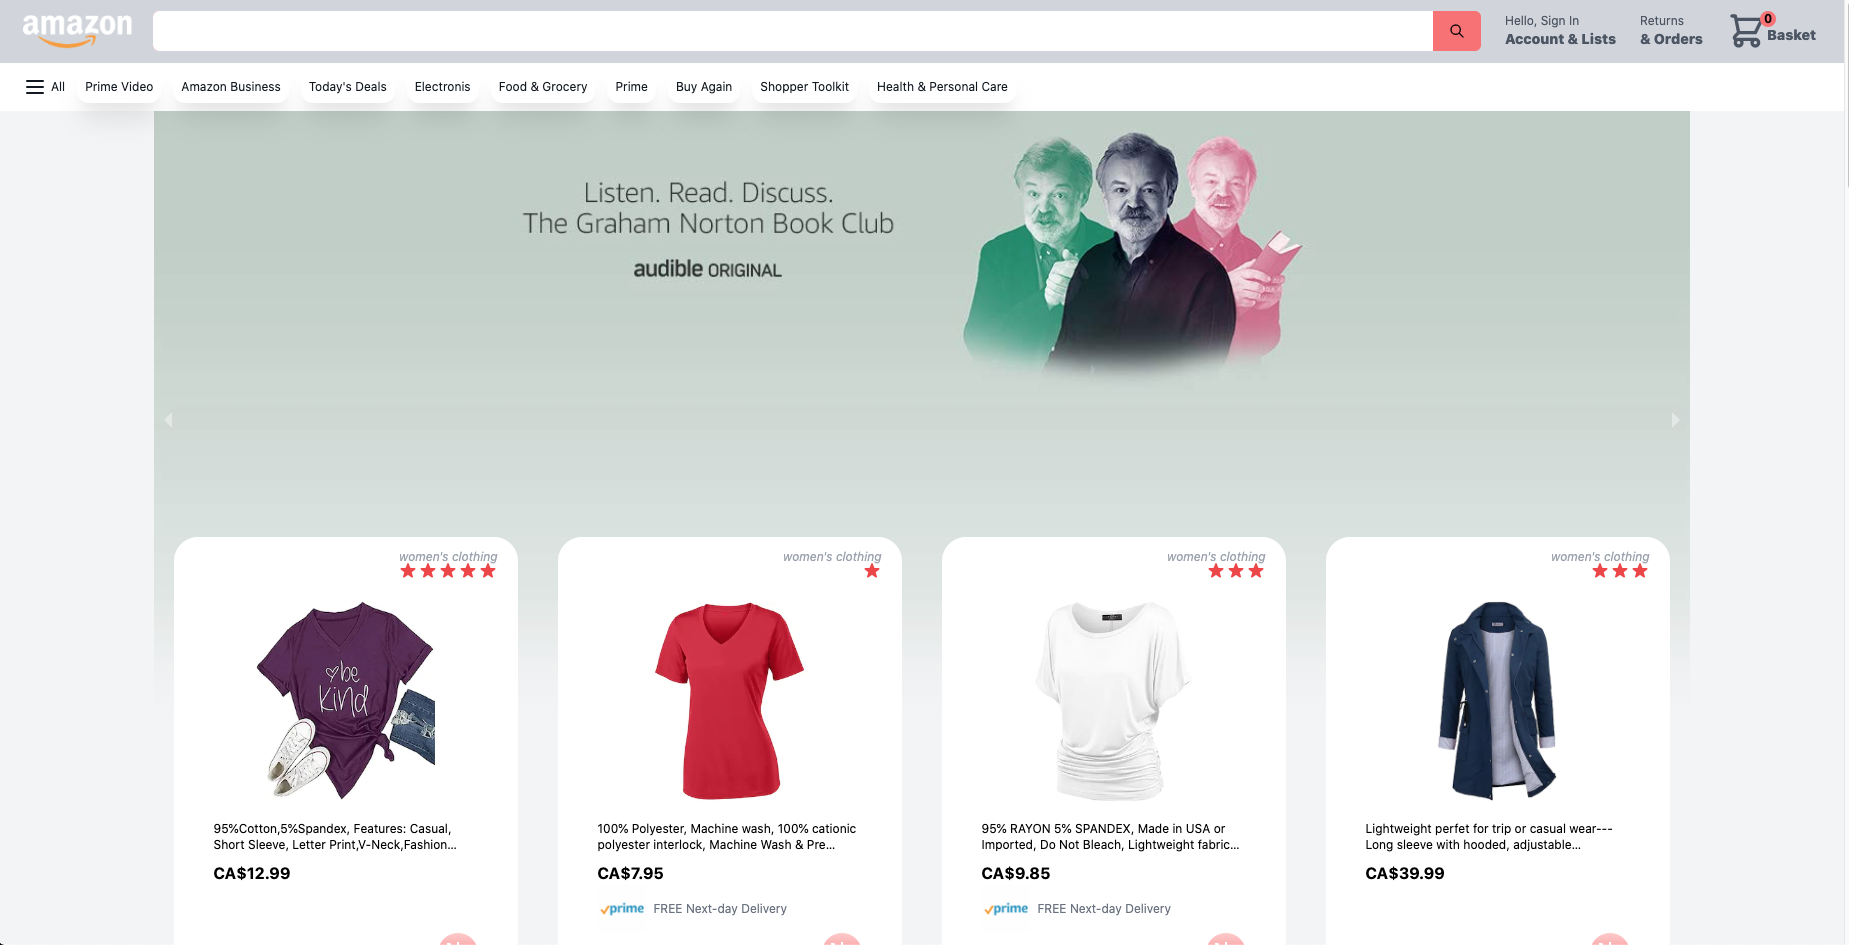 amazon
Hello, Sign In
Account & Lists
Returns
& Orders
0
Basket
All
Prime Video
Amazon Business
Today's Deals
Electronis
Food & Grocery
Prime
Buy Again
Shopper Toolkit
Health & Personal Care
Listen. Read. Discuss.
The Graham Norton Book Club
audible ORIGINAL
women's clothing
be
kind
95%Cotton,5%Spandex, Features: Casual,
Short Sleeve, Letter Print,V-Neck,Fashion...
CA$12.99
women's clothing
100% Polyester, Machine wash, 100% cationic
polyester interlock, Machine Wash & Pre...
CA$7.95
prime FREE Next-day Delivery
women's clothing
95% RAYON 5% SPANDEX, Made in USA or
Imported, Do Not Bleach, Lightweight fabric...
CA$9.85
prime FREE Next-day Delivery
women's clothing
Lightweight perfet for trip or casual wear---
Long sleeve with hooded, adjustable...
CA$39.99